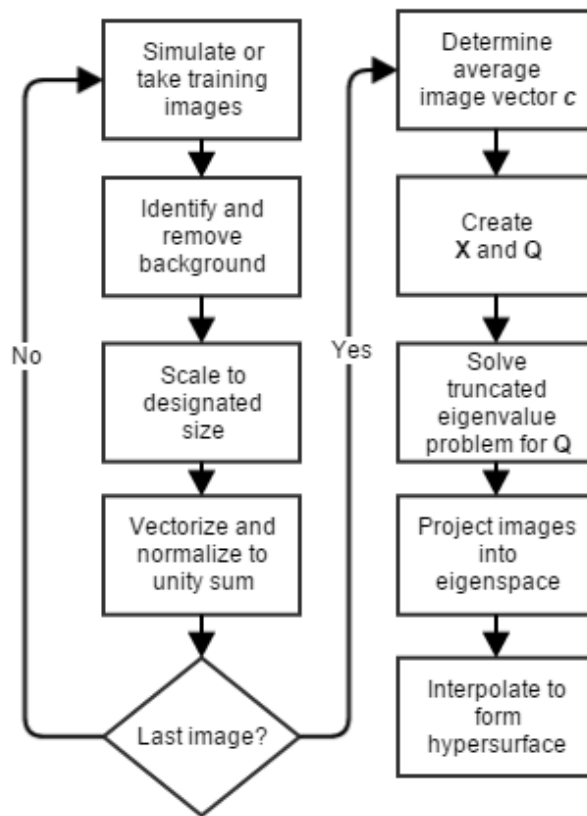 Simulate or
take training
images
Identify and
remove
background
Scale to
designated
size
Vectorize and
normalize to
unity sum
Last image?
No
Yes
Determine
average
image vector c
Create
X and Q
Solve
truncated
eigenvalue
problem for Q
Project images
into
eigenspace
Interpolate to
form
hypersurface